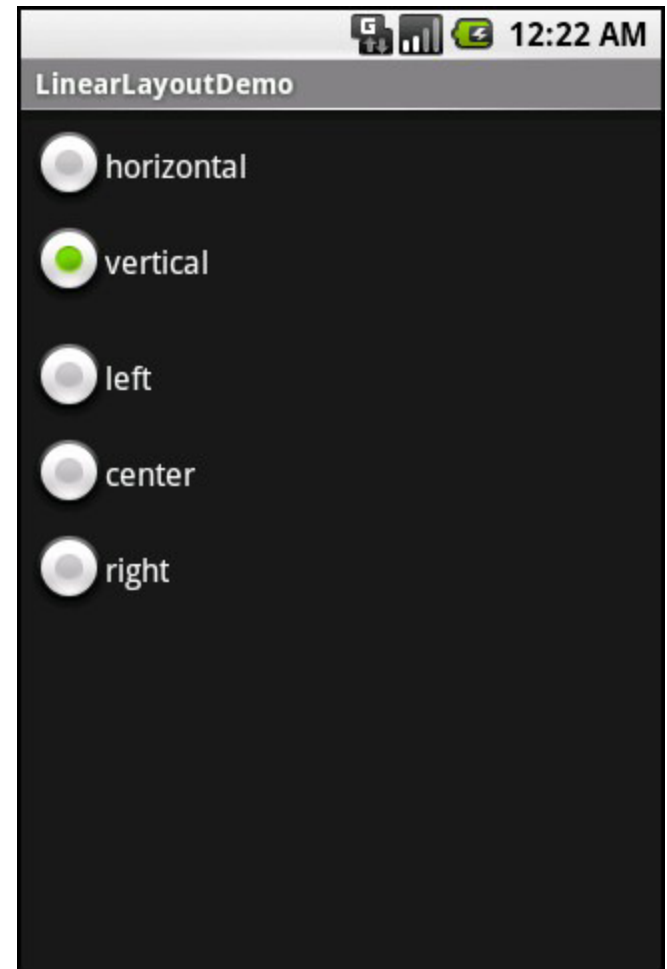 G 12:22 AM
LinearLayoutDemo
horizontal
vertical
left
center
right